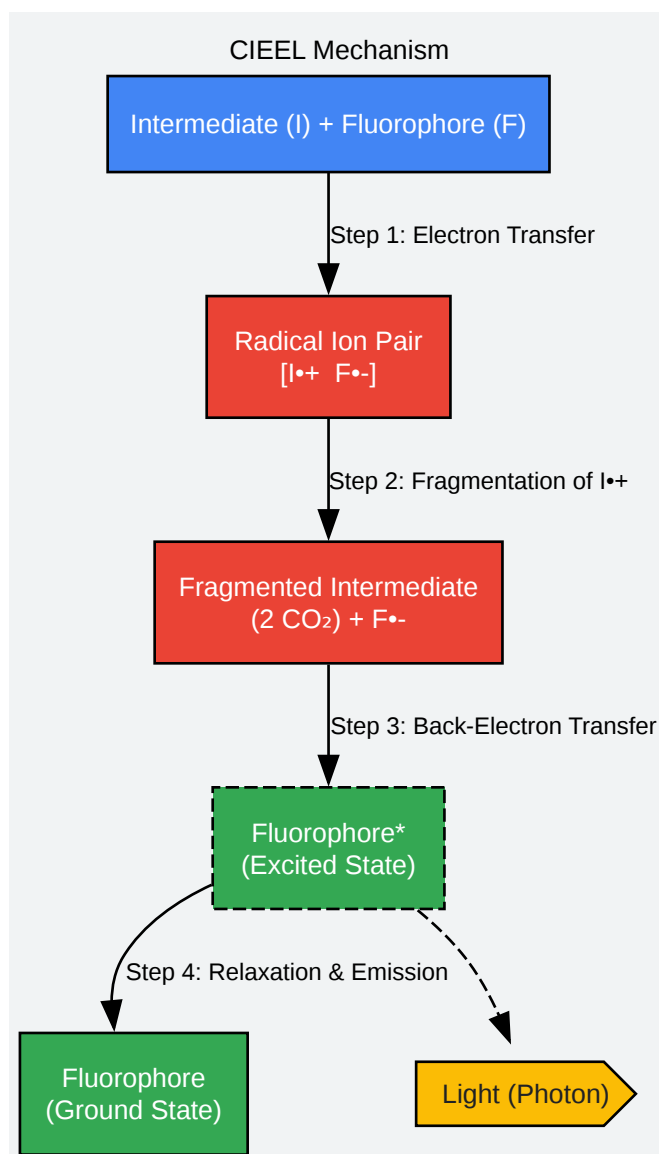 CIEEL Mechanism
Intermediate (I) + Fluorophore (F)
Step 1: Electron Transfer
Radical Ion Pair
[I•+  F•-]
Step 2: Fragmentation of I•+
Fragmented Intermediate
(2 CO₂) + F•-
Step 3: Back-Electron Transfer
Fluorophore*
(Excited State)
Step 4: Relaxation & Emission
Fluorophore
(Ground State)
Light (Photon)